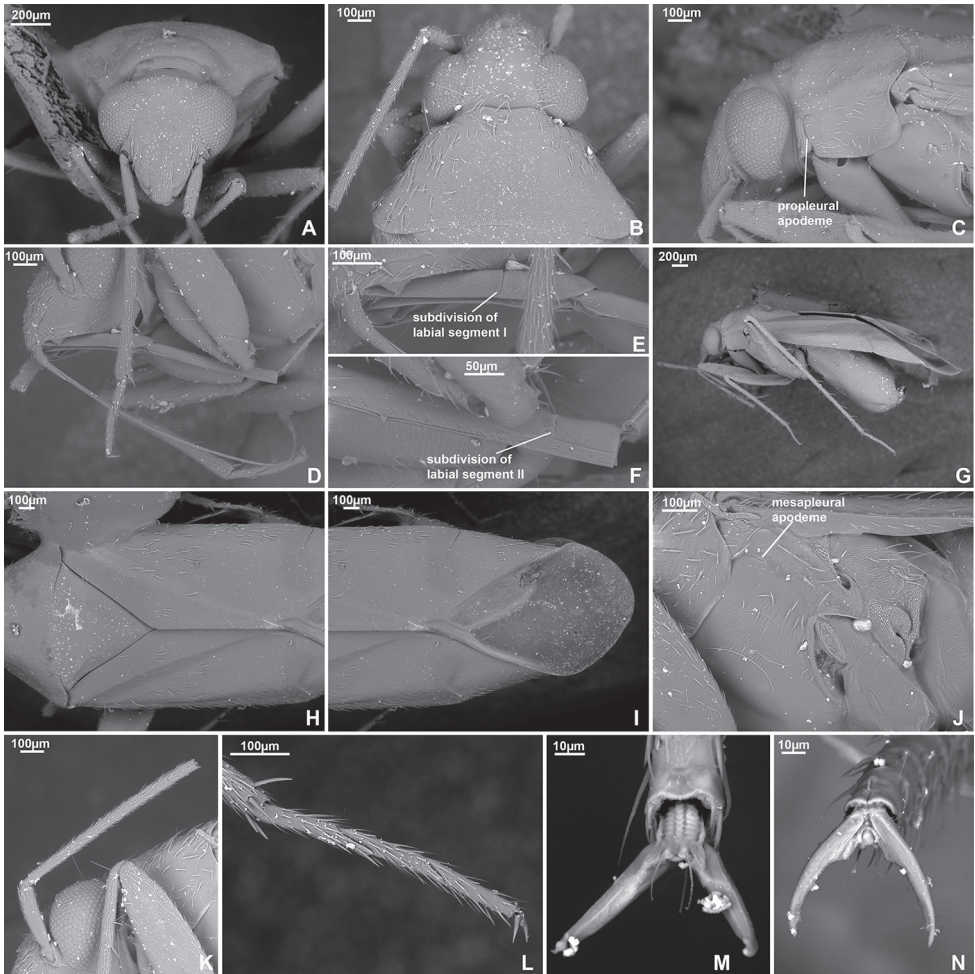 200µm
A
100µm
B
100µm
propleural
apodeme
C
100µm
D
100µm
subdivision of
labial segment I
E
50µm
subdivision of
labial segment II
F
200µm
G
100µm
H
100µm
I
100µm
mesapleural
apodeme
J
100µm
K
100µm
L
10µm
M
10µm
N